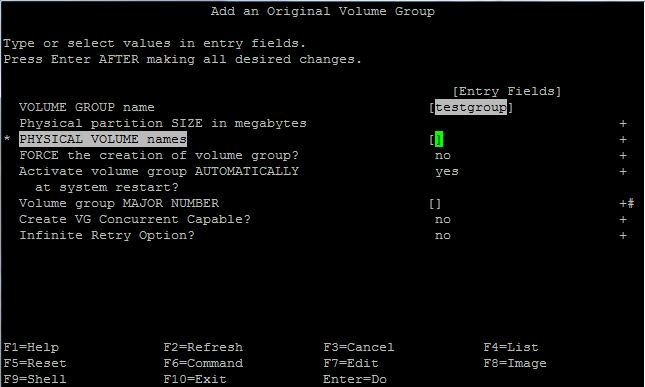 Add an Original Volume Group
Type or select values in entry fields.
Press Enter AFTER making all desired changes.
[Entry Fields]
VOLUME GROUP name [testgroup]
Physical partition SIZE in megabytes +
* PHYSICAL VOLUME names [] +
FORCE the creation of volume group? no +
Activate volume group AUTOMATICALLY yes +
at system restart?
Volume group MAJOR NUMBER [] +#
Create VG Concurrent Capable? no +
Infinite Retry Option? no +
F1=Help F2=Refresh F3=Cancel F4=List
F5=Reset F6=Command F7=Edit F8=Image
F9=Shell F10=Exit Enter=Do